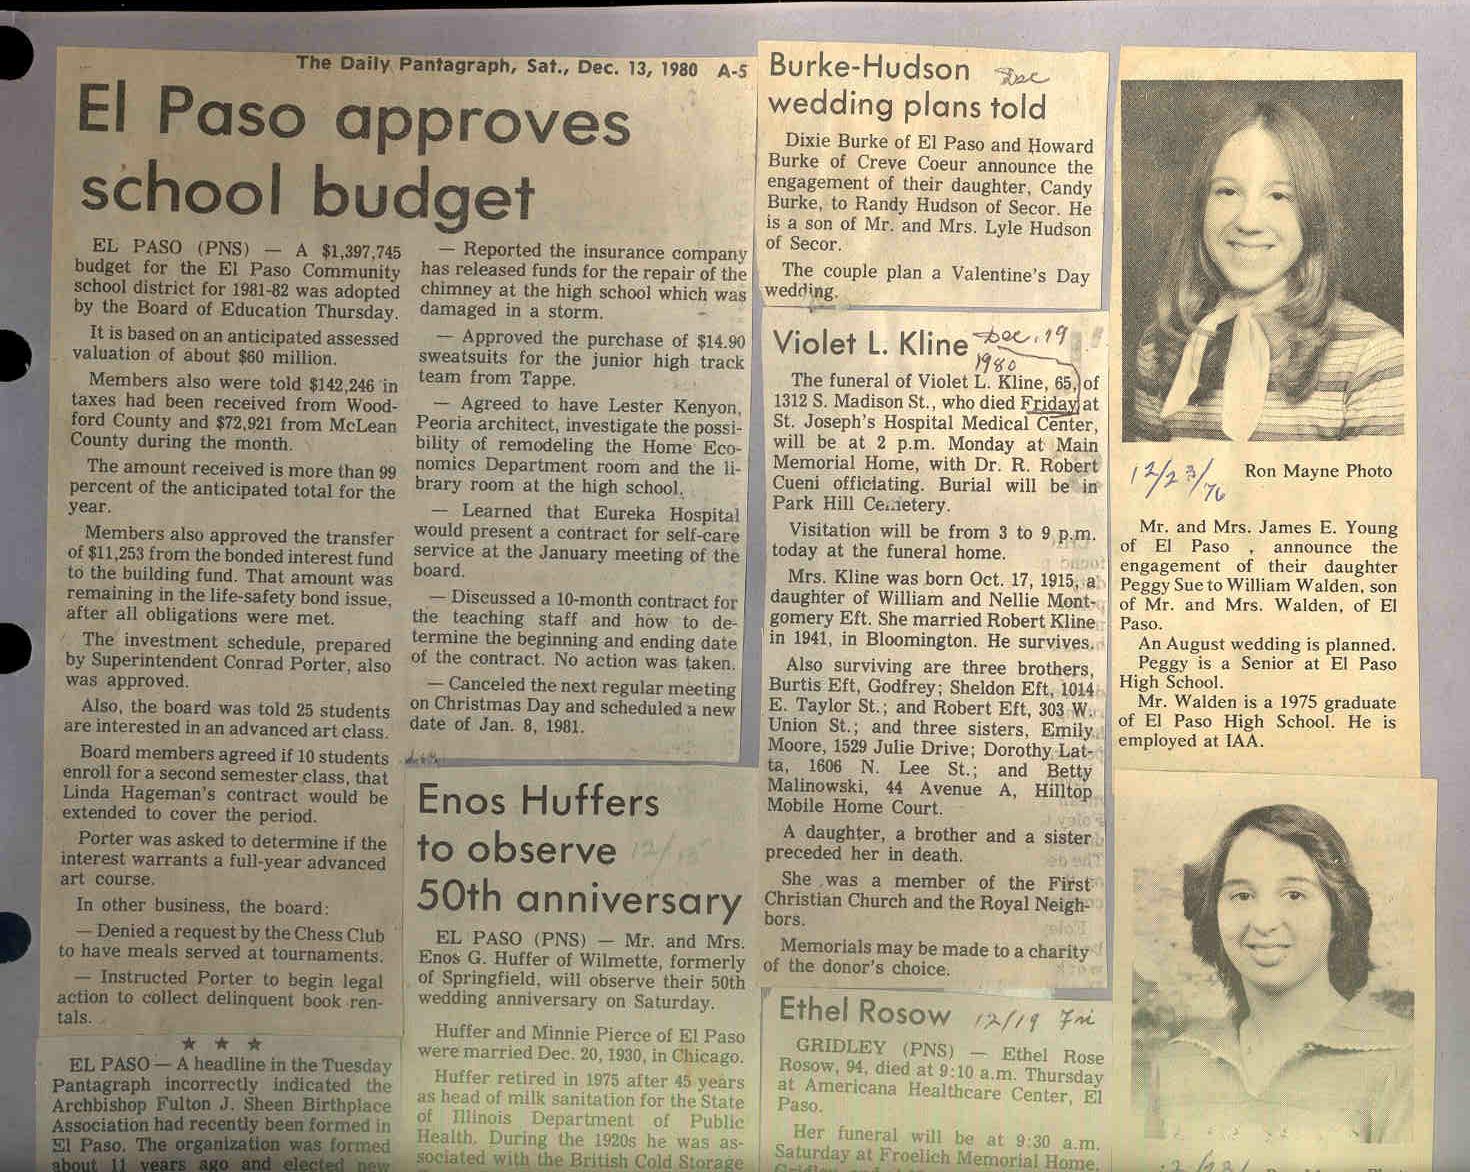 The Daily Pantagraph, Sat., Dec. 13, 1980 A-5
El Paso approves
school budget
EL PASO (PNS) — A $1,397,745
budget for the El Paso Community
school district for 1981-82 was adopted
by the Board of Education Thursday.
It is based on an anticipated assessed
valuation of about $60 million.
Members also were told $142,246 in
taxes had been received from Wood-
ford County and $72,921 from McLean
County during the month.
The amount received is more than 99
percent of the anticipated total for the
year.
Members also approved the transfer
of $11,253 from the bonded interest fund
to the building fund. That amount was
remaining in the life-safety bond issue,
after all obligations were met.
The investment schedule, prepared
by Superintendent Conrad Porter, also
was approved.
Also, the board was told 25 students
are interested in an advanced art class.
Board members agreed if 10 students
enroll for a second semester class, that
Linda Hageman's contract would be
extended to cover the period.
Porter was asked to determine if the
interest warrants a full-year advanced
art course.
In other business, the board:
— Denied a request by the Chess Club
to have meals served at tournaments.
— Instructed Porter to begin legal
action to collect delinquent book ren-
tals.
— Reported the insurance company
has released funds for the repair of the
chimney at the high school which was
damaged in a storm.
— Approved the purchase of $14.90
sweatsuits for the junior high track
team from Tappe.
— Agreed to have Lester Kenyon,
Peoria architect, investigate the possi-
bility of remodeling the Home Eco-
nomics Department room and the li-
brary room at the high school.
— Learned that Eureka Hospital
would present a contract for self-care
service at the January meeting of the
board.
— Discussed a 10-month contract for
the teaching staff and how to de-
termine the beginning and ending date
of the contract. No action was taken.
— Canceled the next regular meeting
on Christmas Day and scheduled a new
date of Jan. 8, 1981.
★ ★ ★
EL PASO — A headline in the Tuesday
Pantagraph incorrectly indicated the
Archbishop Fulton J. Sheen Birthplace
Association had recently been formed in
El Paso. The organization was formed
about 11 years ago and elected new
Enos Huffers
to observe 12/15
50th anniversary
EL PASO (PNS) — Mr. and Mrs.
Enos G. Huffer of Wilmette, formerly
of Springfield, will observe their 50th
wedding anniversary on Saturday.
Huffer and Minnie Pierce of El Paso
were married Dec. 20, 1930, in Chicago.
Huffer retired in 1975 after 45 years
as head of milk sanitation for the State
of Illinois Department of Public
Health. During the 1920s he was as-
sociated with the British Cold Storage
Burke-Hudson Dec
wedding plans told
Dixie Burke of El Paso and Howard
Burke of Creve Coeur announce the
engagement of their daughter, Candy
Burke, to Randy Hudson of Secor. He
is a son of Mr. and Mrs. Lyle Hudson
of Secor.
The couple plan a Valentine's Day
wedding.
Violet L. Kline Dec. 19
1980
The funeral of Violet L. Kline, 65, of
1312 S. Madison St., who died Friday at
St. Joseph's Hospital Medical Center,
will be at 2 p.m. Monday at Main
Memorial Home, with Dr. R. Robert
Cueni officiating. Burial will be in
Park Hill Cemetery.
Visitation will be from 3 to 9 p.m.
today at the funeral home.
Mrs. Kline was born Oct. 17, 1915, a
daughter of William and Nellie Mont-
gomery Eft. She married Robert Kline
in 1941, in Bloomington. He survives.
Also surviving are three brothers,
Burtis Eft, Godfrey; Sheldon Eft, 1014
E. Taylor St.; and Robert Eft, 303 W.
Union St.; and three sisters, Emily
Moore, 1529 Julie Drive; Dorothy Lat-
ta, 1606 N. Lee St.; and Betty
Malinowski, 44 Avenue A, Hilltop
Mobile Home Court.
A daughter, a brother and a sister
preceded her in death.
She was a member of the First
Christian Church and the Royal Neigh-
bors.
Memorials may be made to a charity
of the donor's choice.
Ethel Rosow 12/19 Fri
GRIDLEY (PNS) — Ethel Rose
Rosow, 94, died at 9:10 a.m. Thursday
at Americana Healthcare Center, El
Paso.
Her funeral will be at 9:30 a.m.
Saturday at Froelich Memorial Home,
12/23/76 Ron Mayne Photo
Mr. and Mrs. James E. Young
of El Paso , announce the
engagement of their daughter
Peggy Sue to William Walden, son
of Mr. and Mrs. Walden, of El
Paso.
An August wedding is planned.
Peggy is a Senior at El Paso
High School.
Mr. Walden is a 1975 graduate
of El Paso High School. He is
employed at IAA.